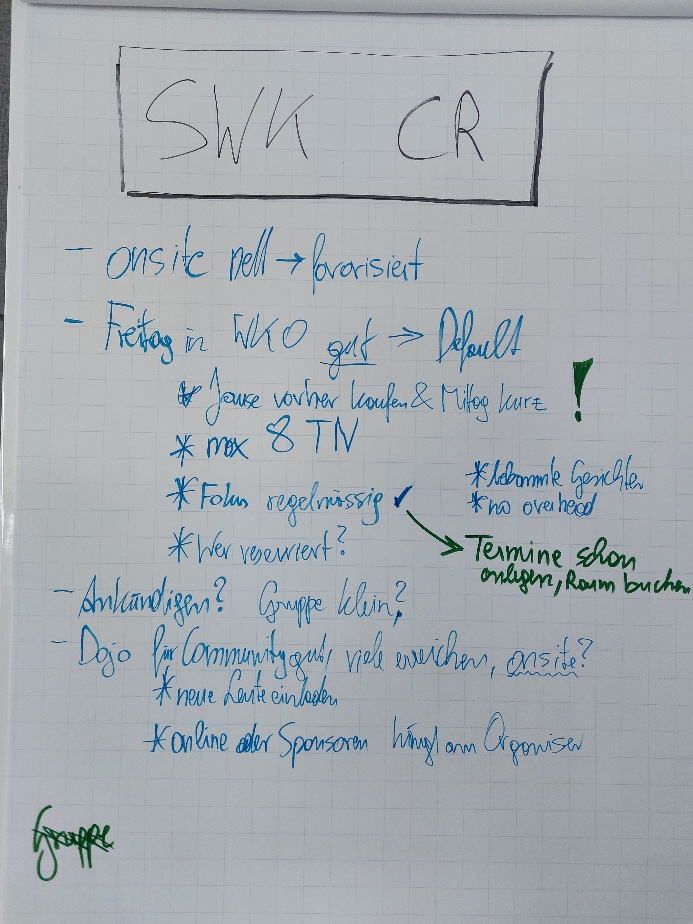 SWK CR
- onsite nell → favorisiert
- Freitag in WKO gut => Default
* Jause vorher kaufen & Mittag kurz !
* max 8 TN
* Fokus regelmässig ✓
* bekannte Gesichter
* no overhead
* Wer reserviert?
Termine schon
anlegen, Raum buchen
- Ankündigen? Gruppe klein?
- Dojo für Community gut, viele erreichen, onsite?
* neue Leute einladen
* online oder Sponsoren hängt am Organiser
Gruppe